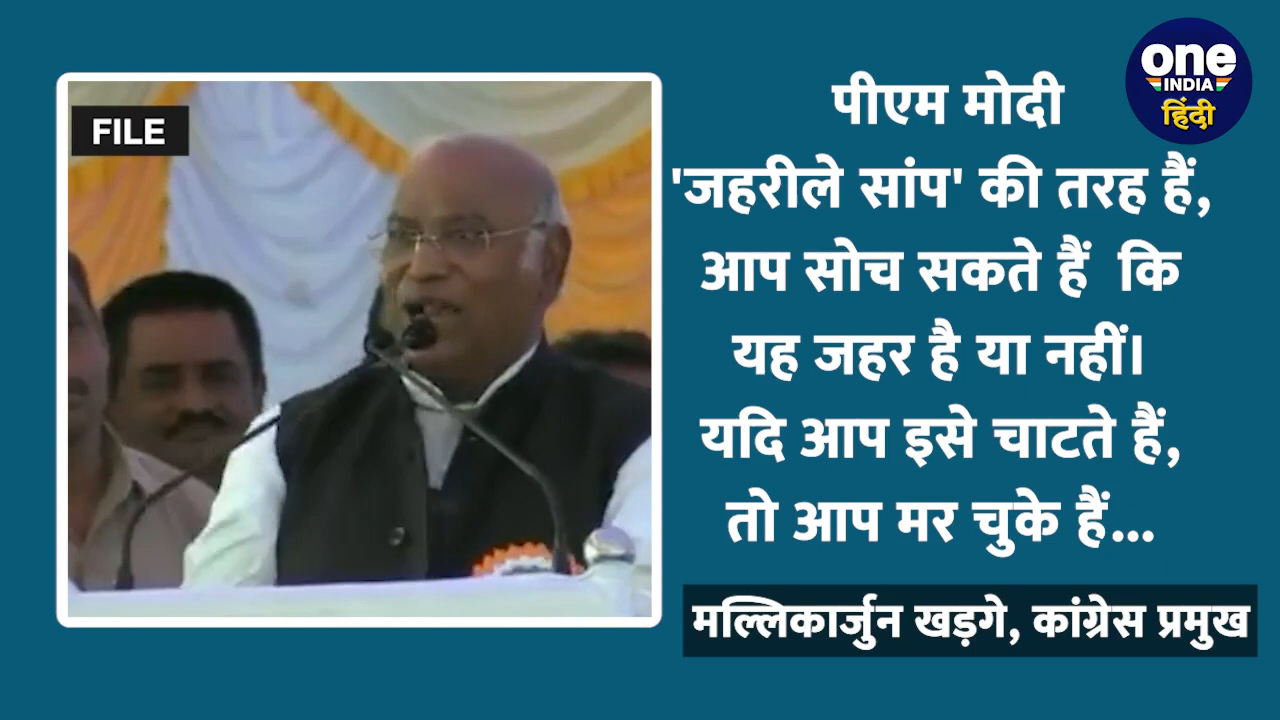 one
INDIA
हिंदी
FILE
पीएम मोदी
'जहरीले सांप' की तरह हैं,
आप सोच सकते हैं कि
यह जहर है या नहीं।
यदि आप इसे चाटते हैं,
तो आप मर चुके हैं...
मल्लिकार्जुन खड़गे, कांग्रेस प्रमुख